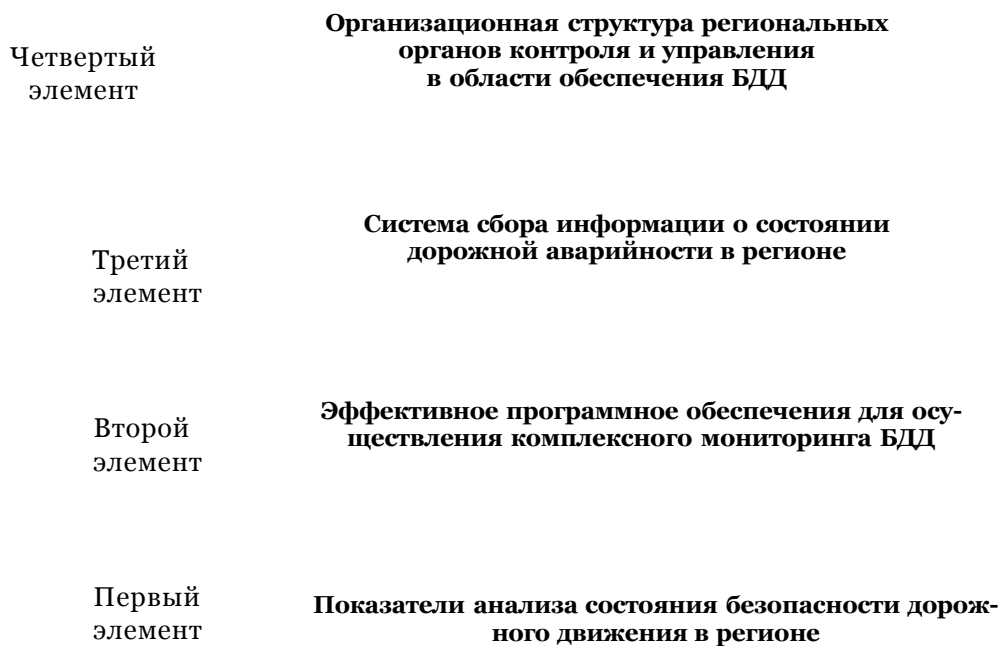 Четвертый
элемент
Организационная структура региональных
органов контроля и управления
в области обеспечения БДД
Третий
элемент
Система сбора информации о состоянии
дорожной аварийности в регионе
Второй
элемент
Эффективное программное обеспечения для осу-
ществления комплексного мониторинга БДД
Первый
элемент
Показатели анализа состояния безопасности дорож-
ного движения в регионе